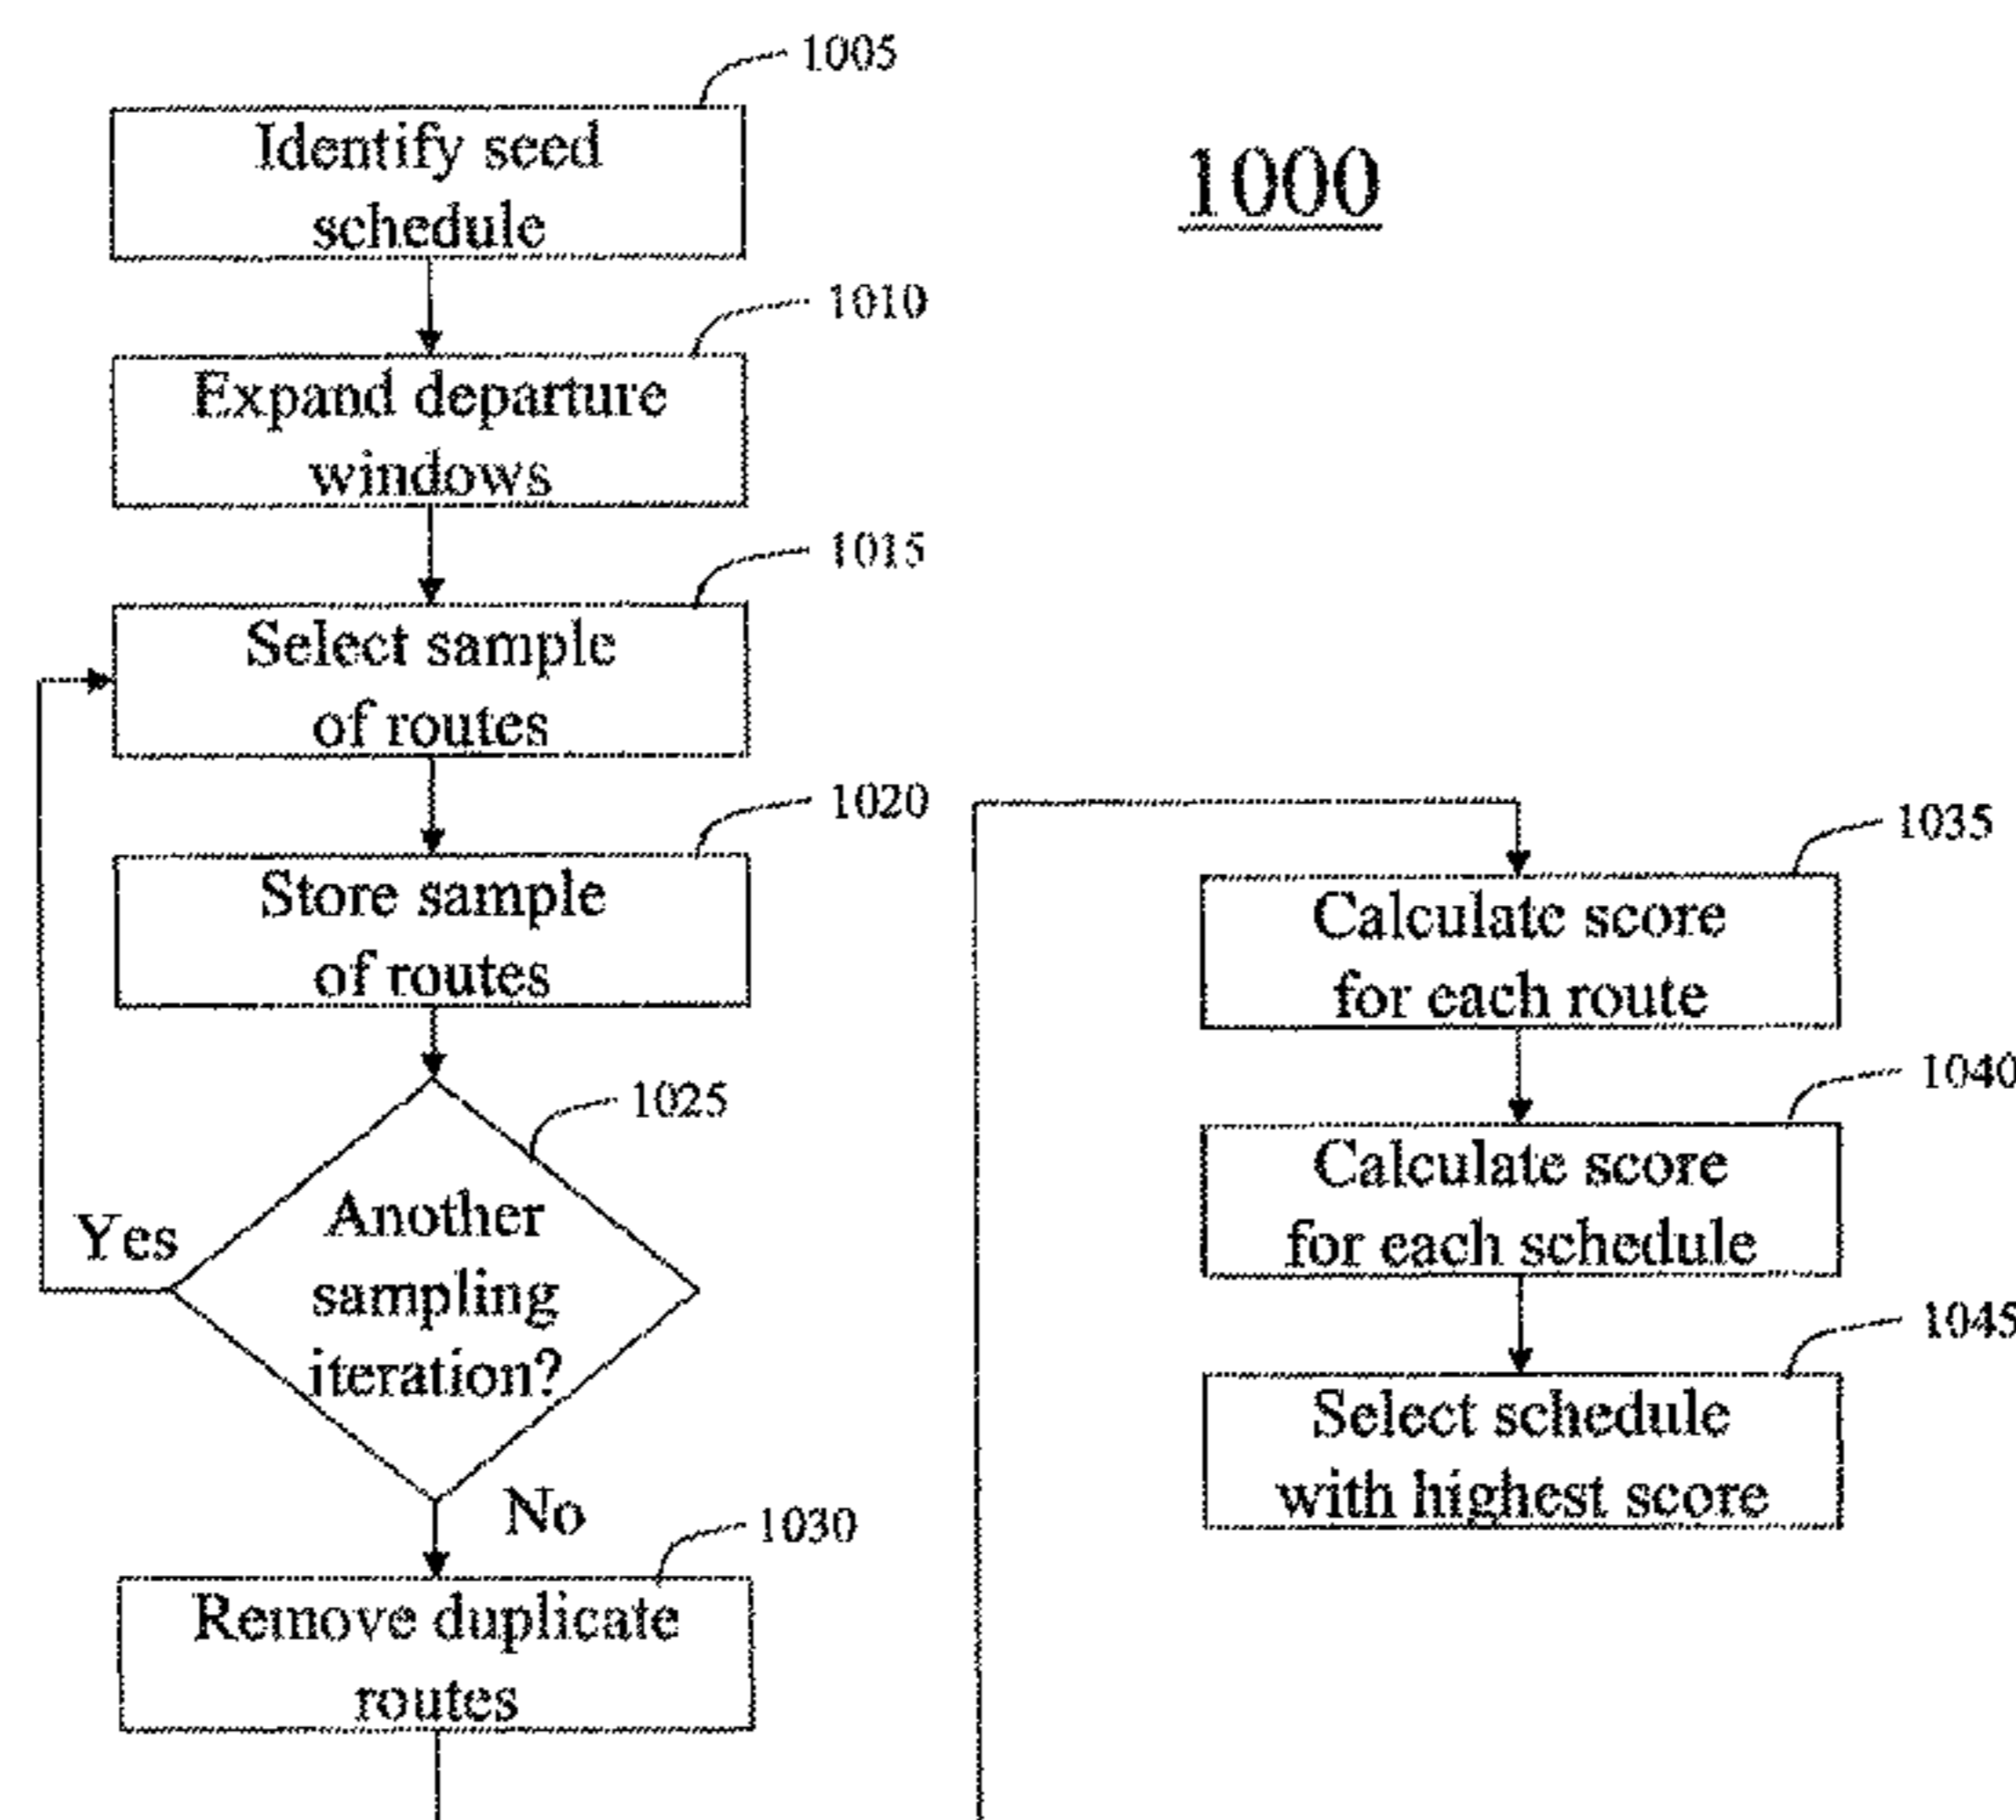 1005
Identify seed
schedule
1000
1010
Expand departure
windows
1015
Select sample
of routes
1020
Store sample
of routes
1025
Another
sampling
iteration?
Yes
No
1030
Remove duplicate
routes
1035
Calculate score
for each route
1040
Calculate score
for each schedule
1045
Select schedule
with highest score